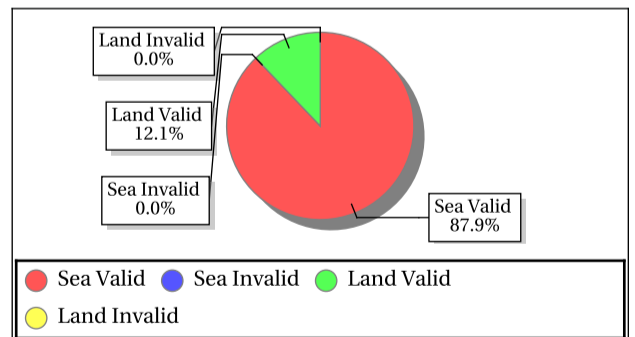 Land Invalid
0.0%
Land Valid
12.1%
Sea Invalid
0.0%
Sea Valid
87.9%
Sea Valid Sea Invalid Land Valid
Land Invalid